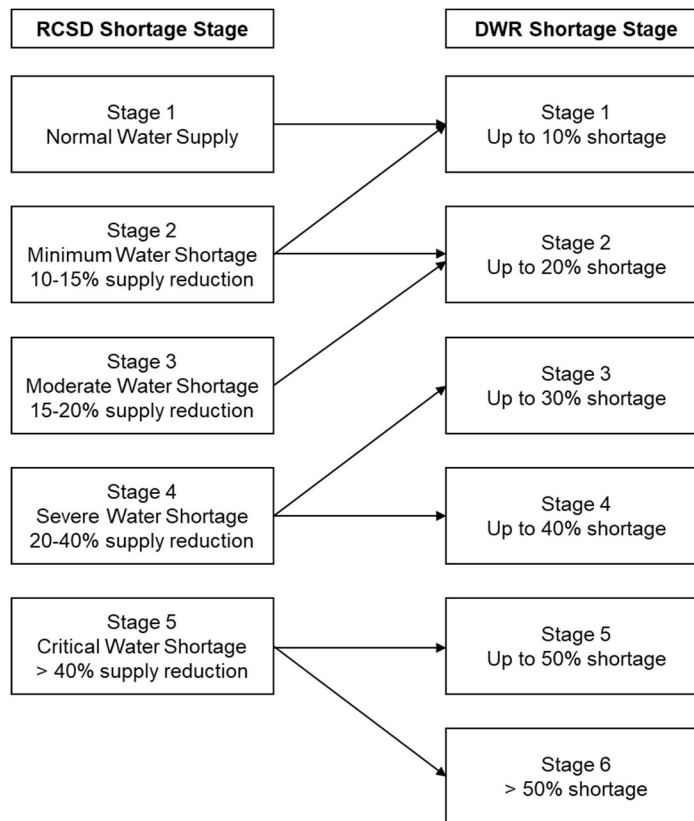 RCSD Shortage Stage
DWR Shortage Stage
Stage 1
Normal Water Supply
Stage 1
Up to 10% shortage
Stage 2
Minimum Water Shortage
10-15% supply reduction
Stage 2
Up to 20% shortage
Stage 3
Moderate Water Shortage
15-20% supply reduction
Stage 3
Up to 30% shortage
Stage 4
Severe Water Shortage
20-40% supply reduction
Stage 4
Up to 40% shortage
Stage 5
Critical Water Shortage
> 40% supply reduction
Stage 5
Up to 50% shortage
Stage 6
> 50% shortage